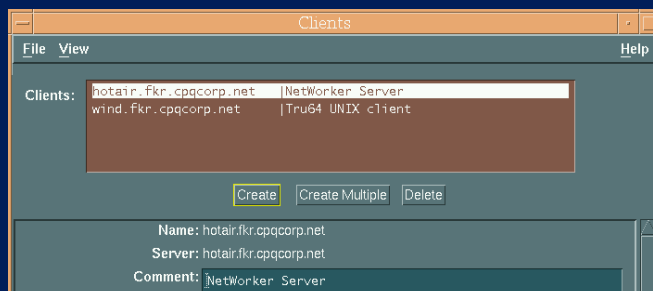 Clients
File View Help
Clients: hotair.fkr.cpqcorp.net |NetWorker Server
wind.fkr.cpqcorp.net |Tru64 UNIX client
Create Create Multiple Delete
Name: hotair.fkr.cpqcorp.net
Server: hotair.fkr.cpqcorp.net
Comment: NetWorker Server